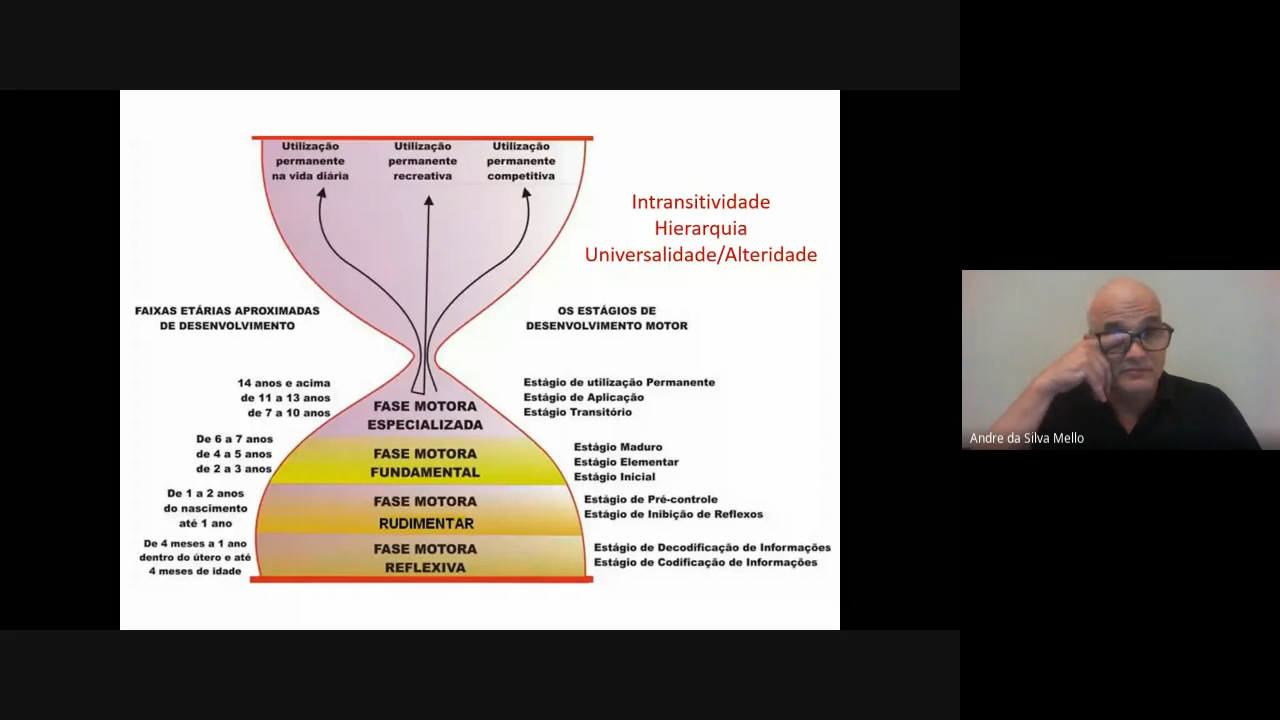 Utilização
permanente
na vida diária
Utilização
permanente
recreativa
Utilização
permanente
competitiva
Intransitividade
Hierarquia
Universalidade/Alteridade
FAIXAS ETÁRIAS APROXIMADAS
DE DESENVOLVIMENTO
OS ESTÁGIOS DE
DESENVOLVIMENTO MOTOR
14 anos e acima
de 11 a 13 anos
de 7 a 10 anos
FASE MOTORA
ESPECIALIZADA
Estágio de utilização Permanente
Estágio de Aplicação
Estágio Transitório
De 6 a 7 anos
de 4 a 5 anos
de 2 a 3 anos
FASE MOTORA
FUNDAMENTAL
Estágio Maduro
Estágio Elementar
Estágio Inicial
De 1 a 2 anos
do nascimento
até 1 ano
FASE MOTORA
RUDIMENTAR
Estágio de Pré-controle
Estágio de Inibição de Reflexos
De 4 meses a 1 ano
dentro do útero e até
4 meses de idade
FASE MOTORA
REFLEXIVA
Estágio de Decodificação de Informações
Estágio de Codificação de Informações
Andre da Silva Mello